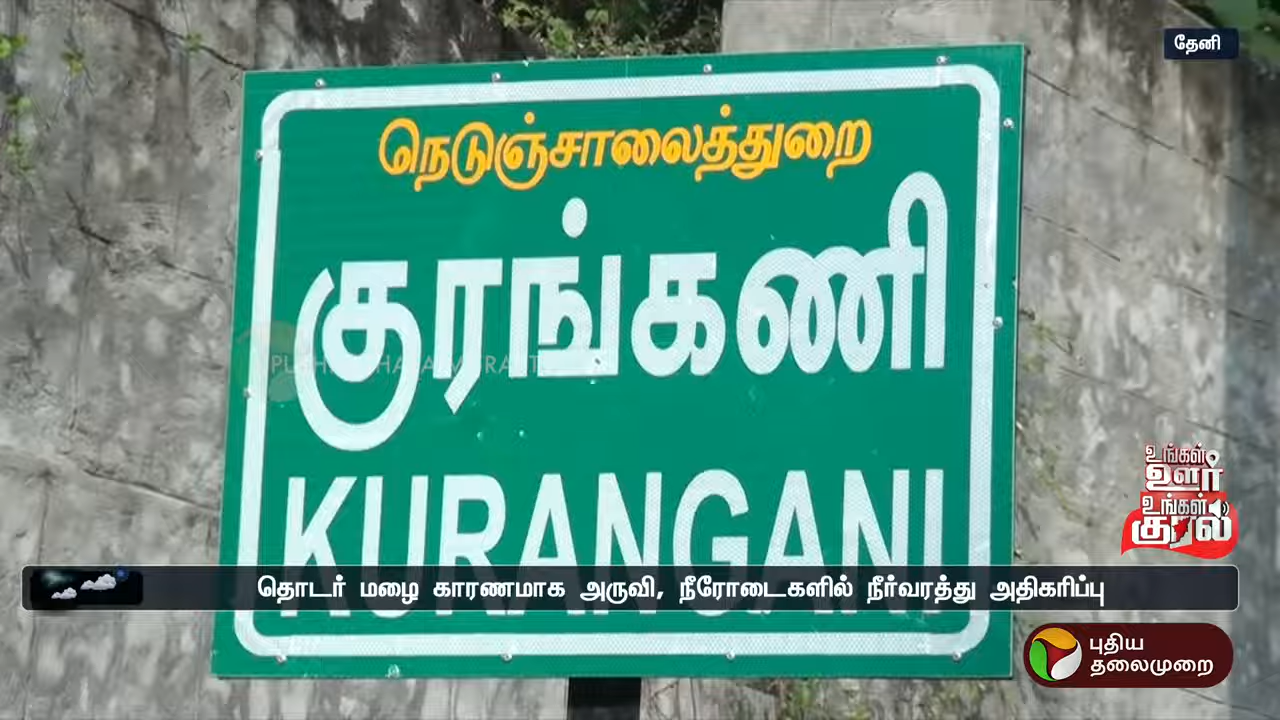 தேனி
நெடுஞ்சாலைத்துறை
குரங்கணி
KURANGANI
உங்கள்
ஊர்
உங்கள்
குரல்
தொடர் மழை காரணமாக அருவி, நீரோடைகளில் நீர்வரத்து அதிகரிப்பு
புதிய
தலைமுறை